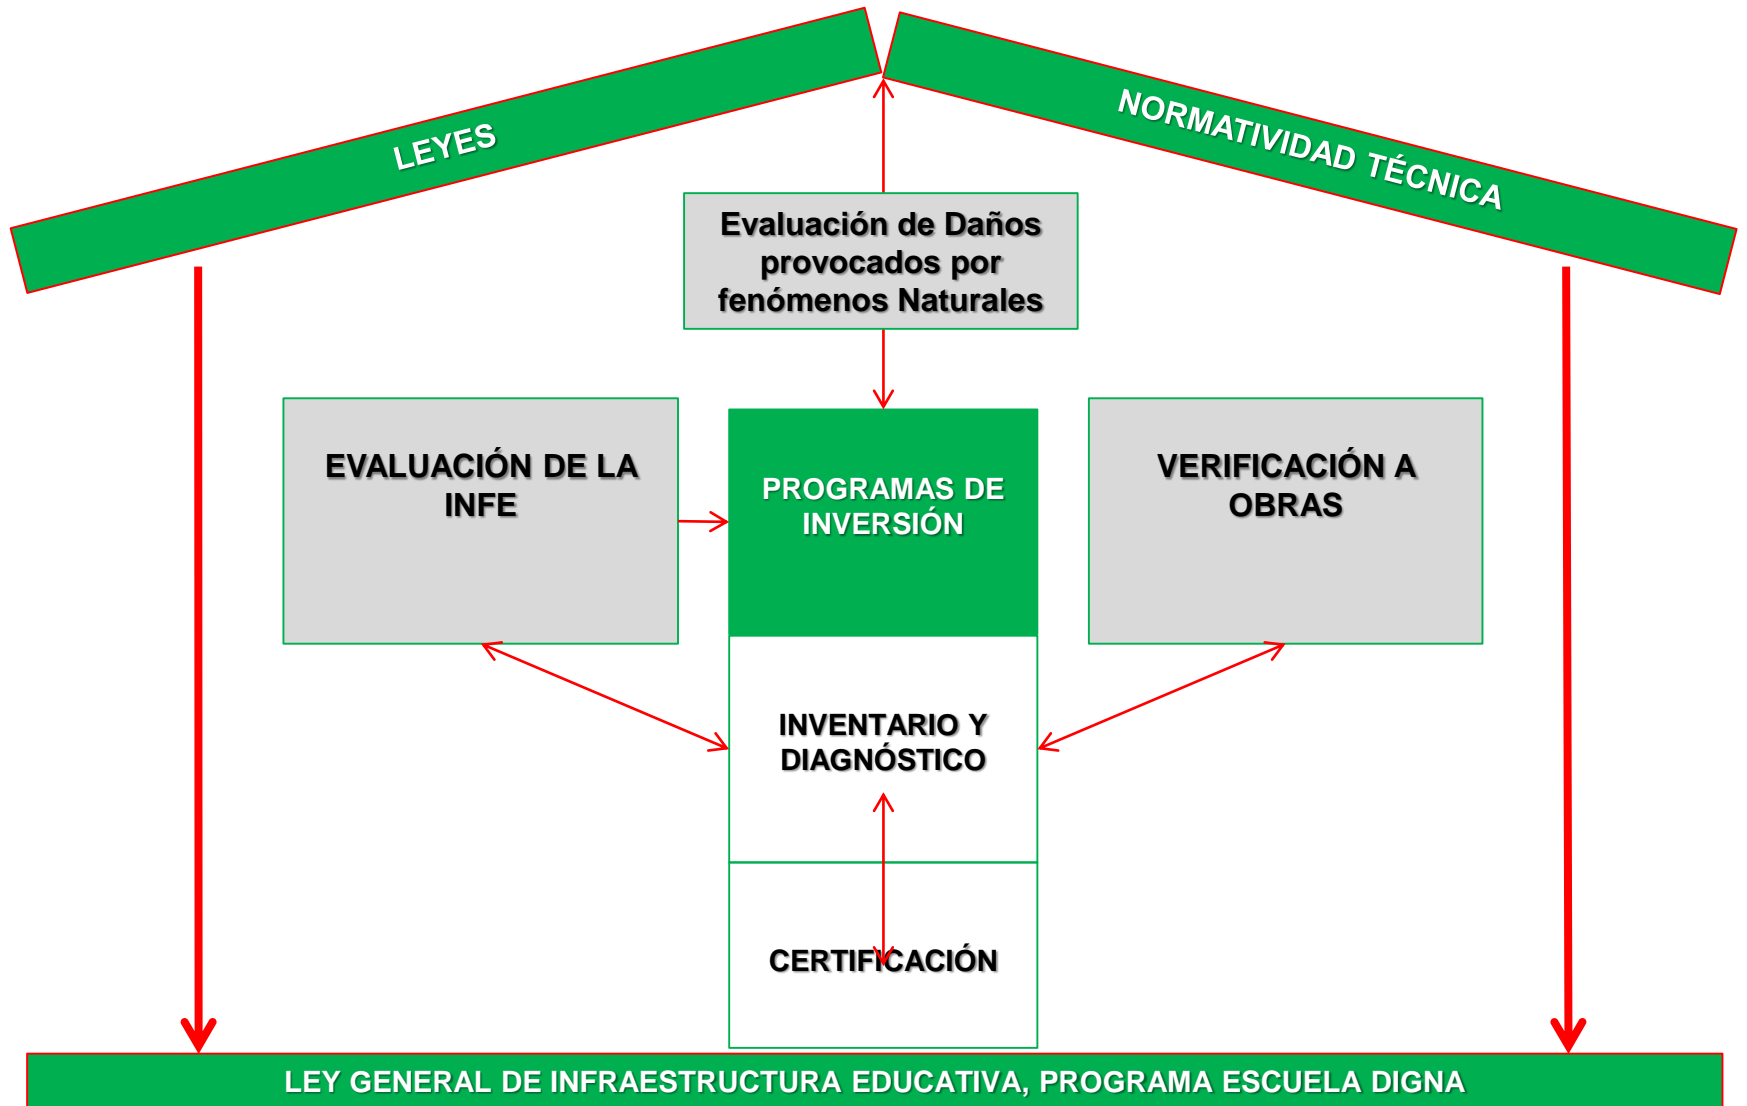 LEYES
NORMATIVIDAD TÉCNICA
Evaluación de Daños
provocados por
fenómenos Naturales
EVALUACIÓN DE LA
INFE
PROGRAMAS DE
INVERSIÓN
VERIFICACIÓN A
OBRAS
INVENTARIO Y
DIAGNÓSTICO
CERTIFICACIÓN
LEY GENERAL DE INFRAESTRUCTURA EDUCATIVA, PROGRAMA ESCUELA DIGNA